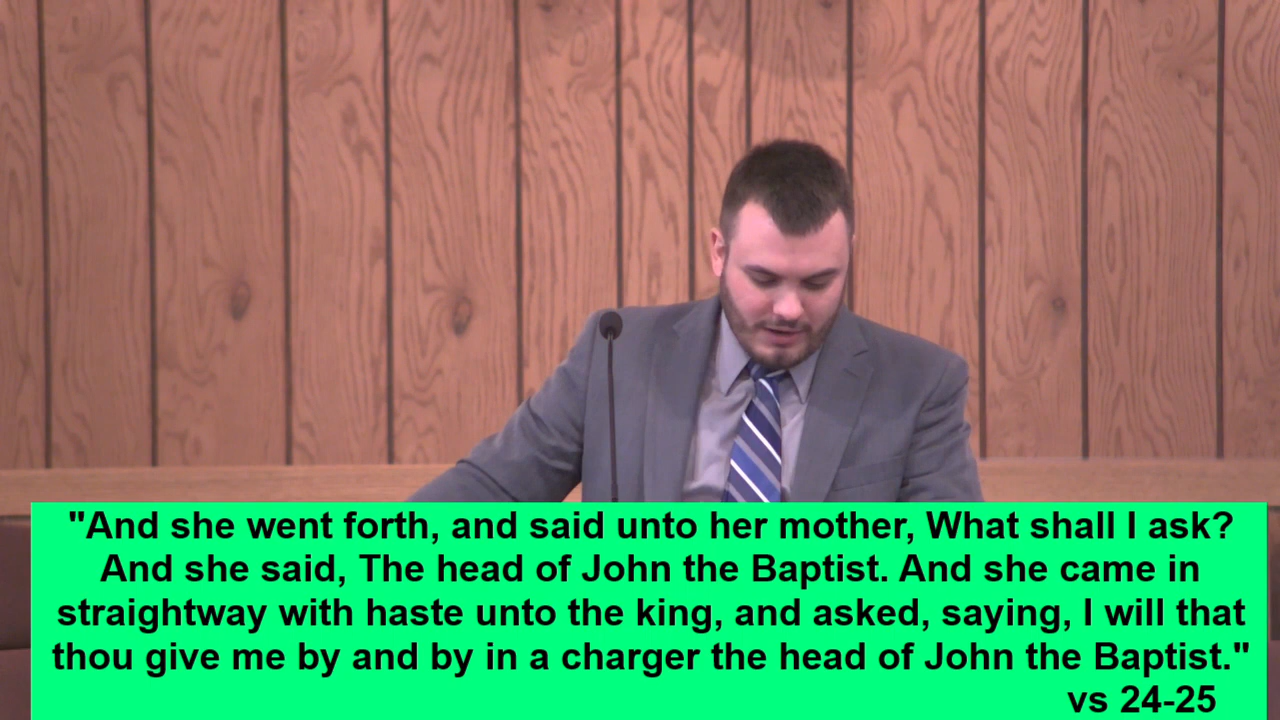 "And she went forth, and said unto her mother, What shall I ask?
And she said, The head of John the Baptist. And she came in
straightway with haste unto the king, and asked, saying, I will that
thou give me by and by in a charger the head of John the Baptist."
vs 24-25